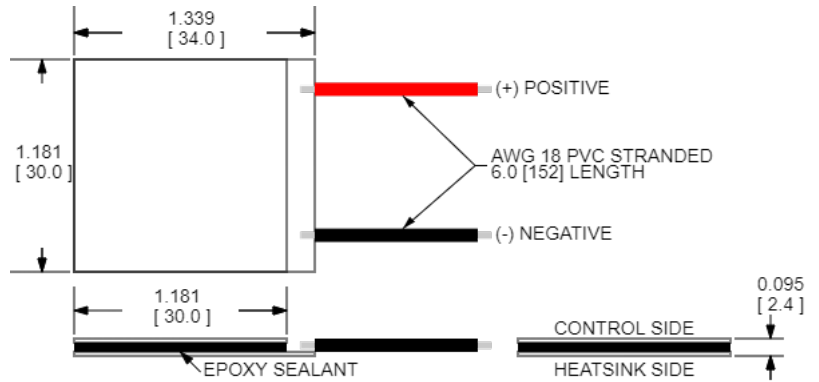 1.339
[ 34.0 ]
(+) POSITIVE
1.181
[ 30.0 ]
AWG 18 PVC STRANDED
6.0 [152] LENGTH
(-) NEGATIVE
1.181
[ 30.0 ]
0.095
[ 2.4 ]
CONTROL SIDE
EPOXY SEALANT
HEATSINK SIDE